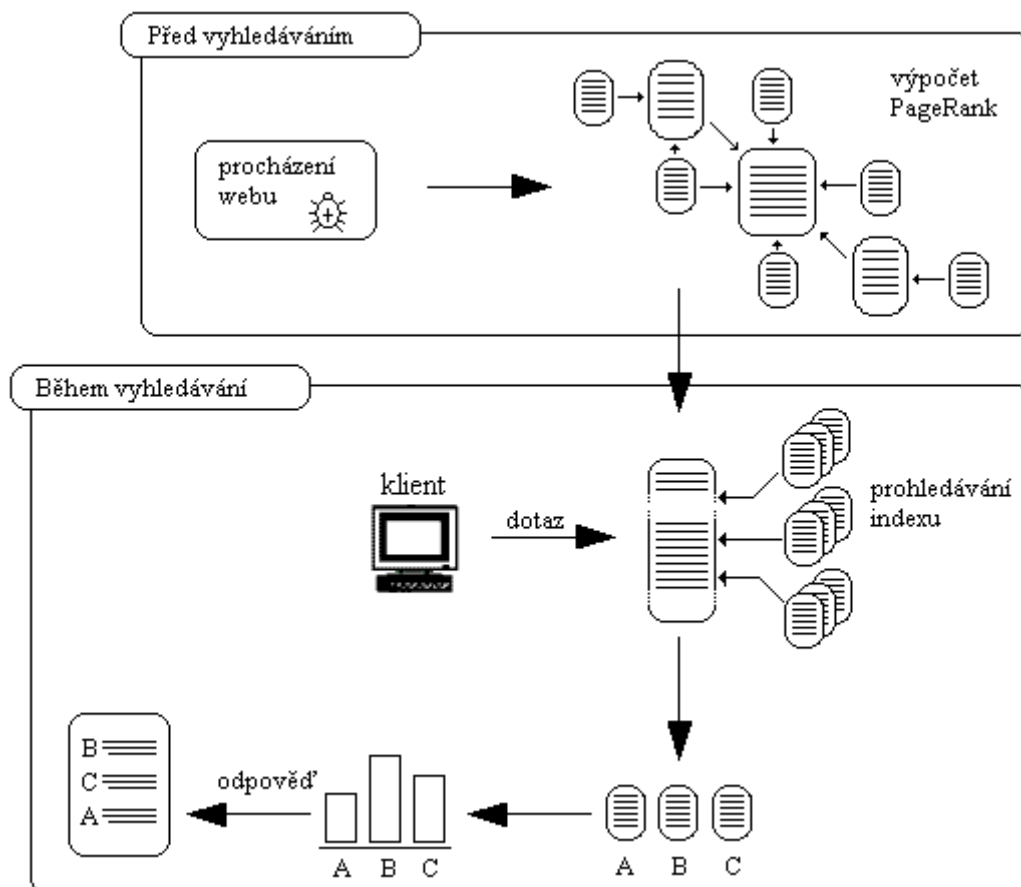 Před vyhledáváním
výpočet
PageRank
procházení
webu
Během vyhledávání
klient
dotaz
prohledávání
indexu
B
C
A
odpověď
A B C
A B C